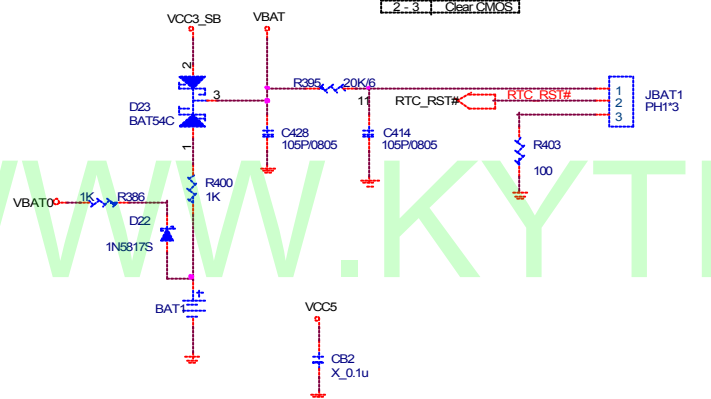 2 - 3 Clear CMOS
VCC3_SB
VBAT
2
R395
20K/6
3
11
RTC_RST#
RTC_RST#
1
2
3
JBAT1
PH1*3
D23
BAT54C
C428
105P/0805
C414
105P/0805
R403
100
1
R400
1K
VBAT0
1K
R386
D22
1N5817S
BAT1
+
VCC5
CB2
X_0.1u
WWW.KYTI